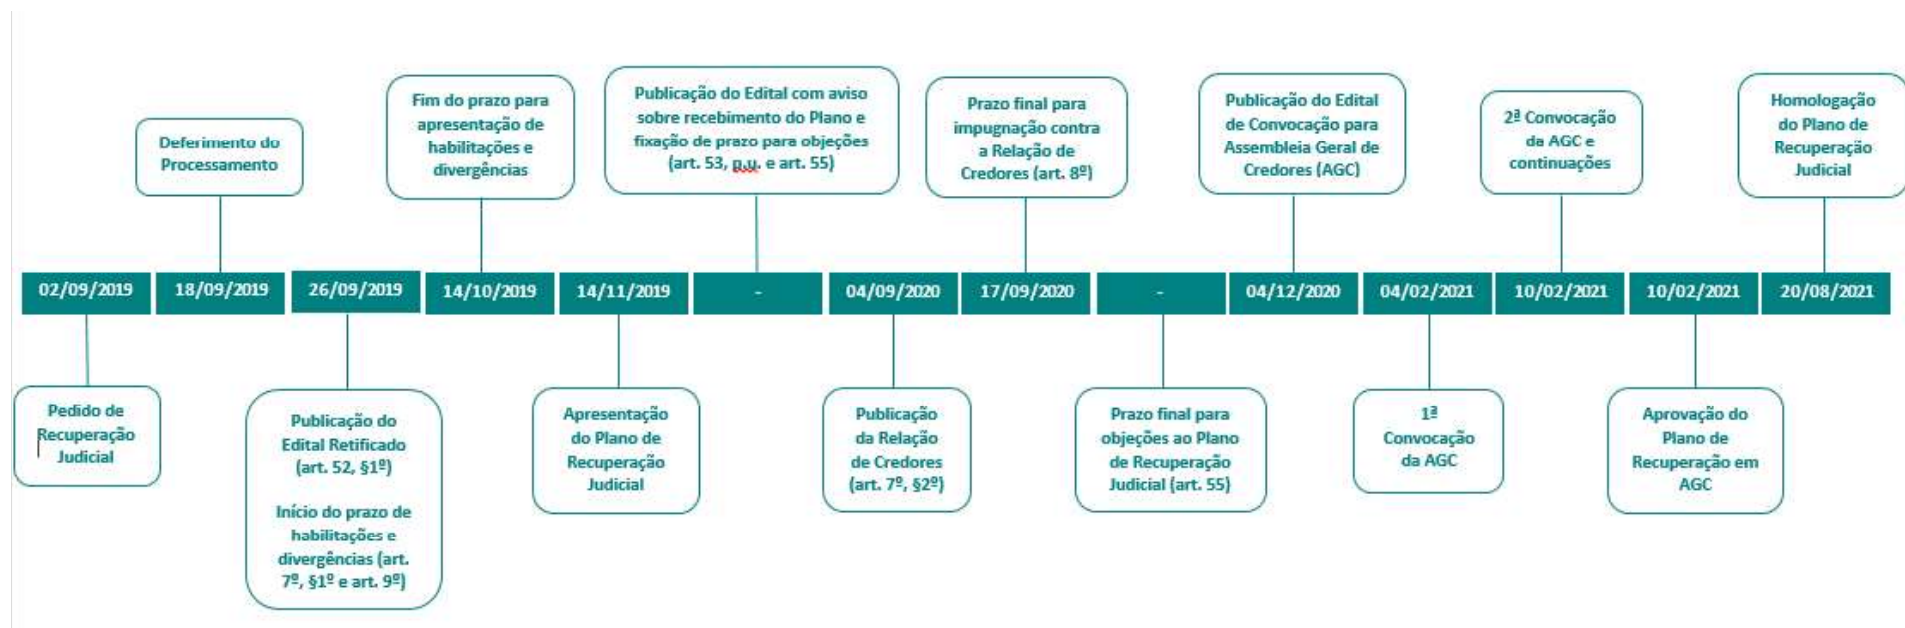 Deferimento do
Processamento
Fim do prazo para
apresentação de
habilitações e
divergências
Publicação do Edital com aviso
sobre recebimento do Plano e
fixação de prazo para objeções
(art. 53, p.u. e art. 55)
Prazo final para
impugnação contra
a Relação de
Credores (art. 8º)
Publicação do Edital
de Convocação para
Assembleia Geral de
Credores (AGC)
2ª Convocação
da AGC e
continuações
Homologação
do Plano de
Recuperação
Judicial
02/09/2019
18/09/2019
26/09/2019
14/10/2019
14/11/2019
-
04/09/2020
17/09/2020
-
04/12/2020
04/02/2021
10/02/2021
10/02/2021
20/08/2021
Pedido de
Recuperação
Judicial
Publicação do
Edital Retificado
(art. 52, §1º)
Início do prazo de
habilitações e
divergências (art.
7º, §1º e art. 9º)
Apresentação
do Plano de
Recuperação
Judicial
Publicação
da Relação
de Credores
(art. 7º, §2º)
Prazo final para
objeções ao Plano
de Recuperação
Judicial (art. 55)
1ª
Convocação
da AGC
Aprovação do
Plano de
Recuperação em
AGC